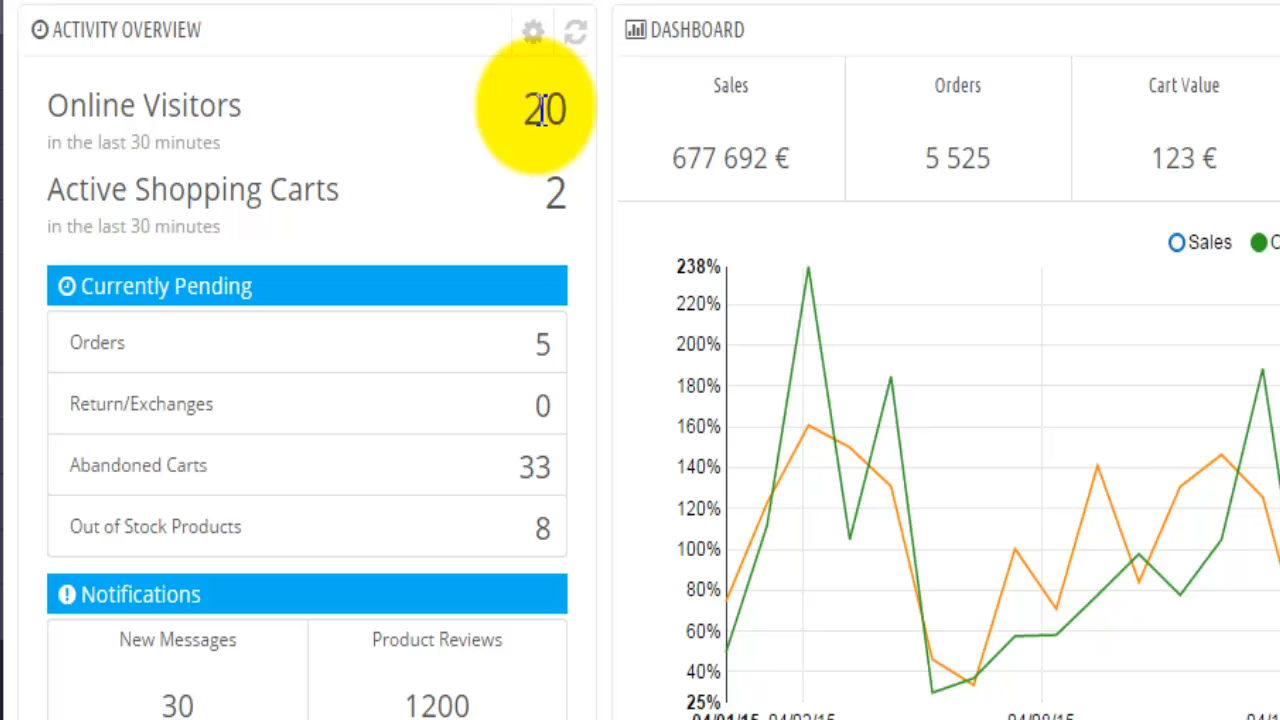 ACTIVITY OVERVIEW
Online Visitors 20
in the last 30 minutes
Active Shopping Carts 2
in the last 30 minutes
Currently Pending
Orders 5
Return/Exchanges 0
Abandoned Carts 33
Out of Stock Products 8
Notifications
New Messages Product Reviews
30 1200
DASHBOARD
Sales Orders Cart Value
677 692 € 5 525 123 €
Sales
238%
220%
200%
180%
160%
140%
120%
100%
80%
60%
40%
25%